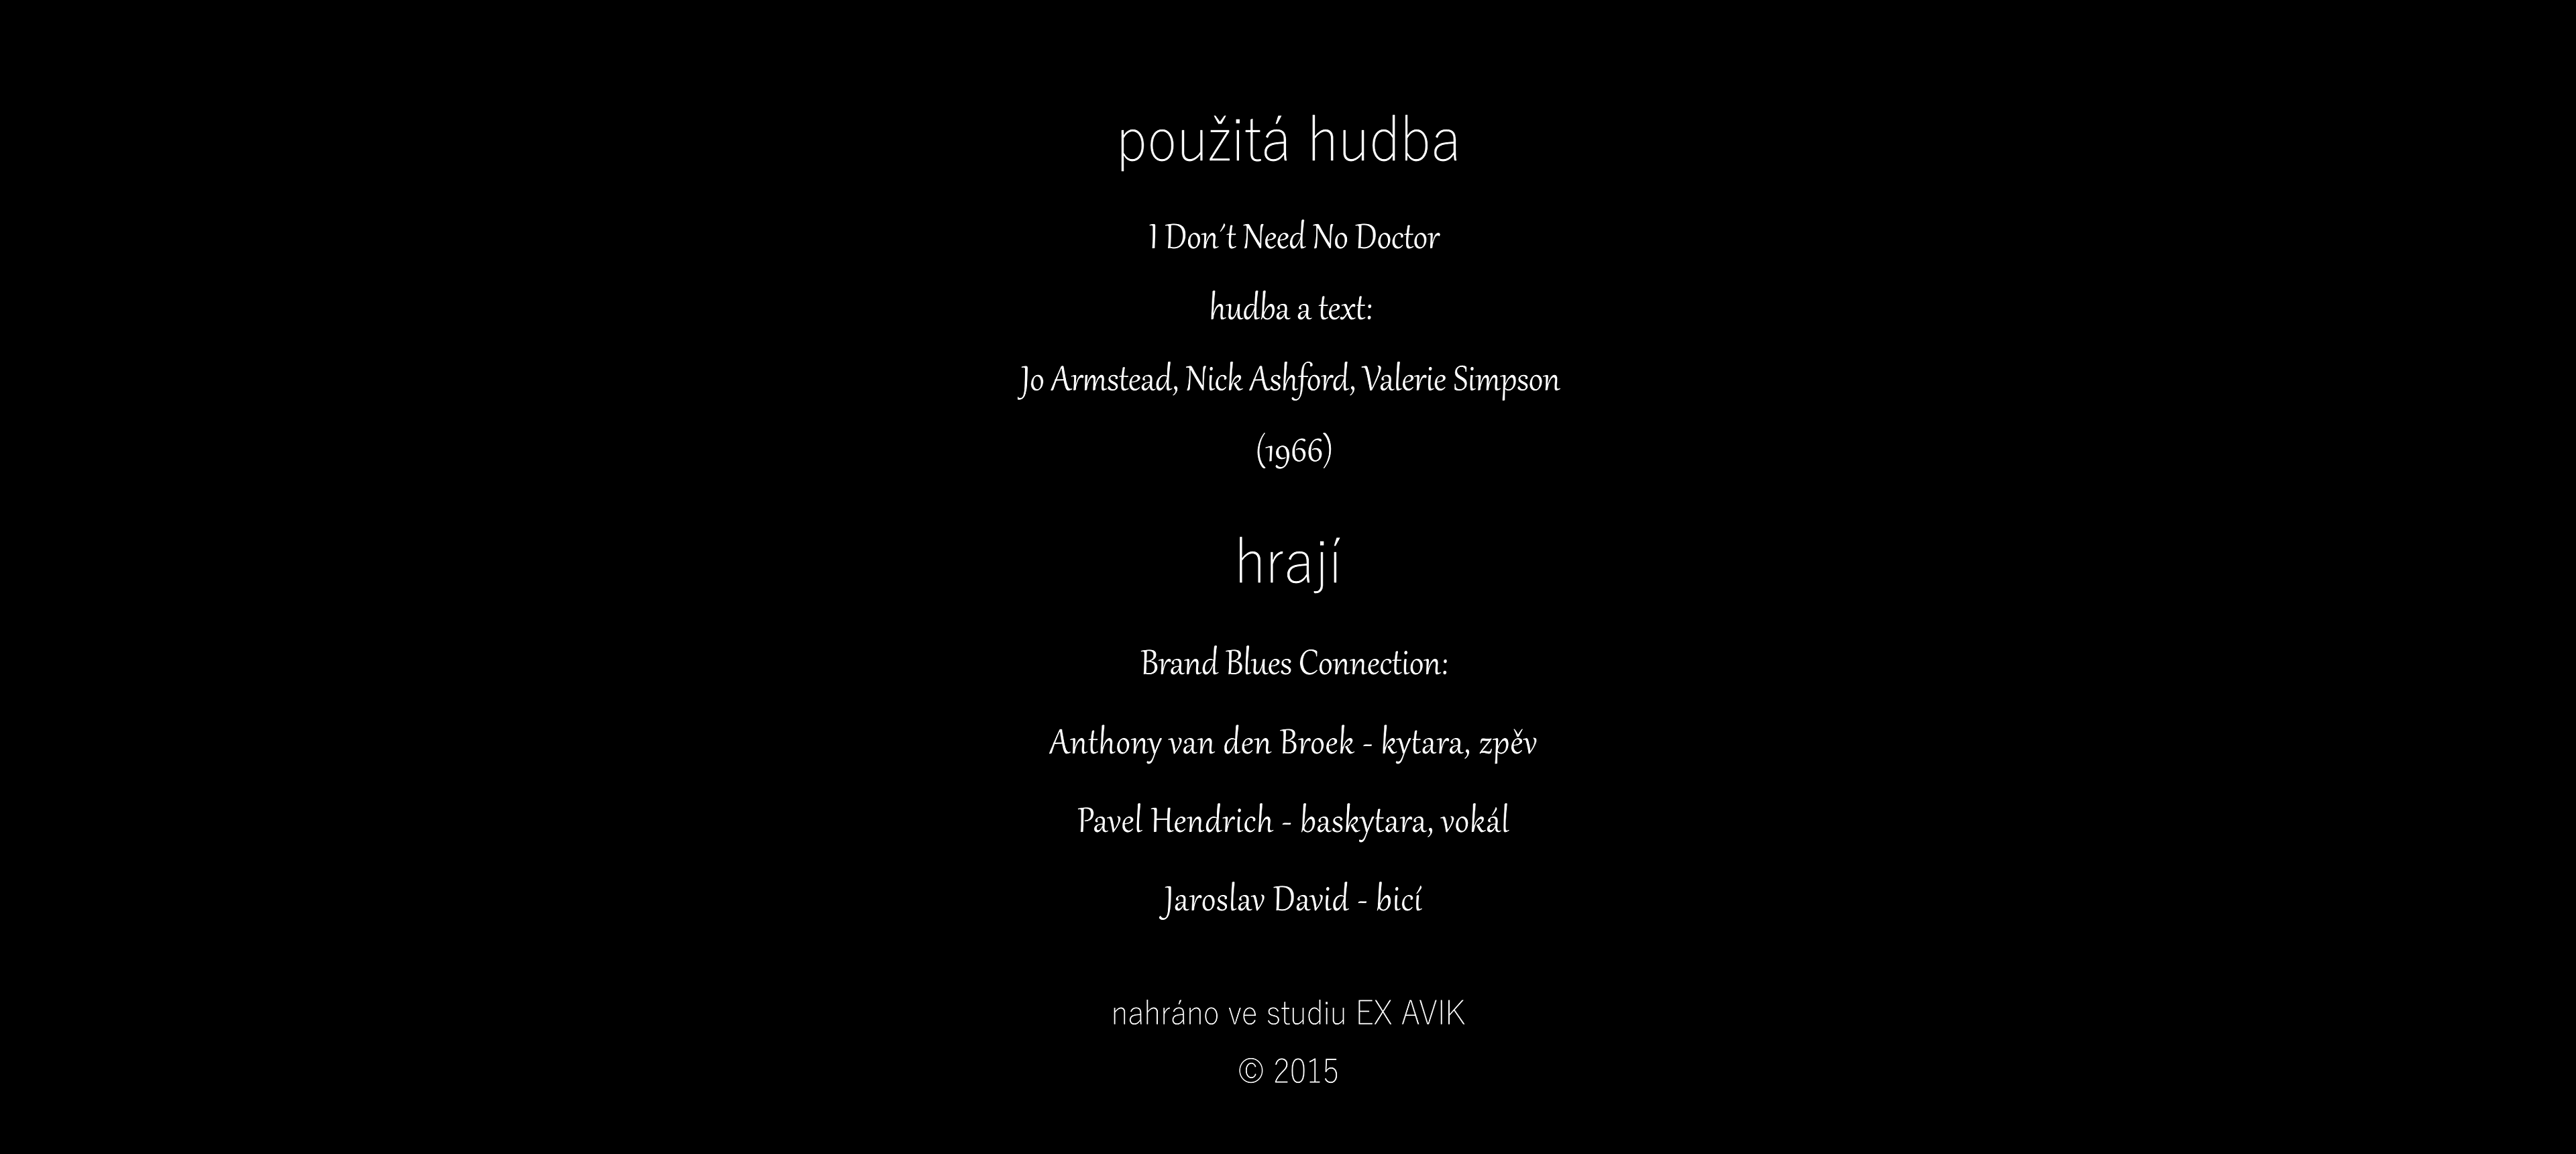 použitá hudba
I Don´t Need No Doctor
hudba a text:
Jo Armstead, Nick Ashford, Valerie Simpson
(1966)
hrají
Brand Blues Connection:
Anthony van den Broek - kytara, zpěv
Pavel Hendrich - baskytara, vokál
Jaroslav David - bicí
nahráno ve studiu EX AVIK
© 2015